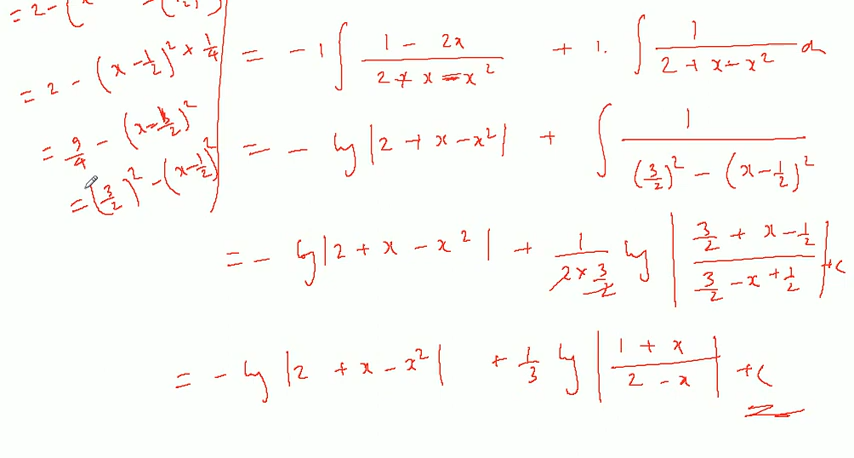 = 2 - (x
= 2 - (x - 1/2)² + 1/4
= 9/4 - (x - 1/2)²
= (3/2)² - (x - 1/2)²
= -1 ∫ (1 - 2x)/(2 + x - x²) + 1. ∫ 1/(2 + x - x²) d
= - log |2 + x - x²| + ∫ 1/((3/2)² - (x - 1/2)²)
= - log |2 + x - x²| + 1/(2 × 3/2) log |(3/2 + x - 1/2)/(3/2 - x + 1/2)| + C
= - log |2 + x - x²| + 1/3 log |(1 + x)/(2 - x)| + C